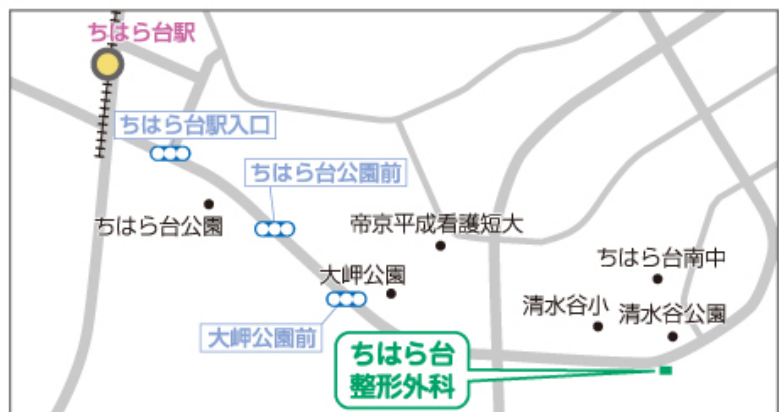 ちはら台駅
ちはら台駅入口
ちはら台公園前
ちはら台公園
帝京平成看護短大
大岬公園
ちはら台南中
清水谷小
清水谷公園
大岬公園前
ちはら台
整形外科